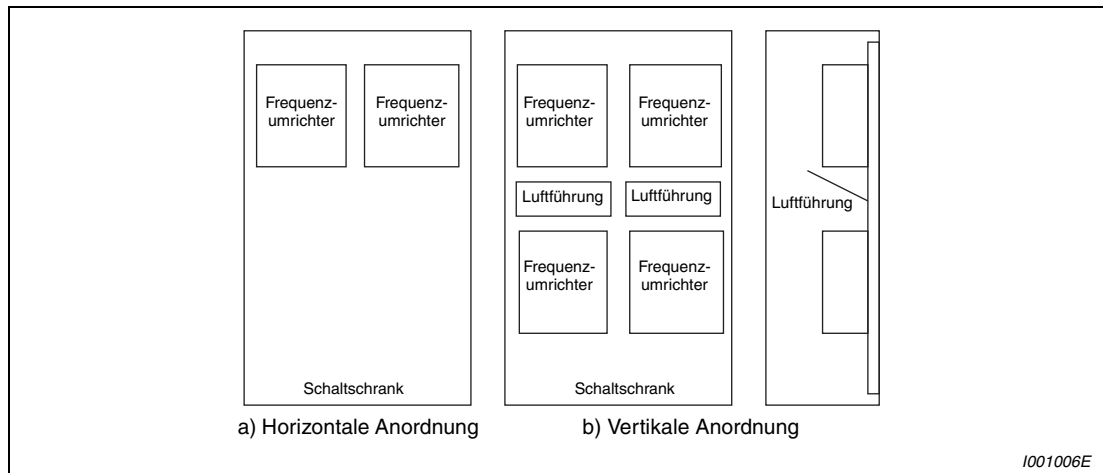 Frequenz-
umrichter
Frequenz-
umrichter
Schaltschrank
a) Horizontale Anordnung
Frequenz-
umrichter
Frequenz-
umrichter
Luftführung
Luftführung
Frequenz-
umrichter
Frequenz-
umrichter
Schaltschrank
Luftführung
b) Vertikale Anordnung
I001006E